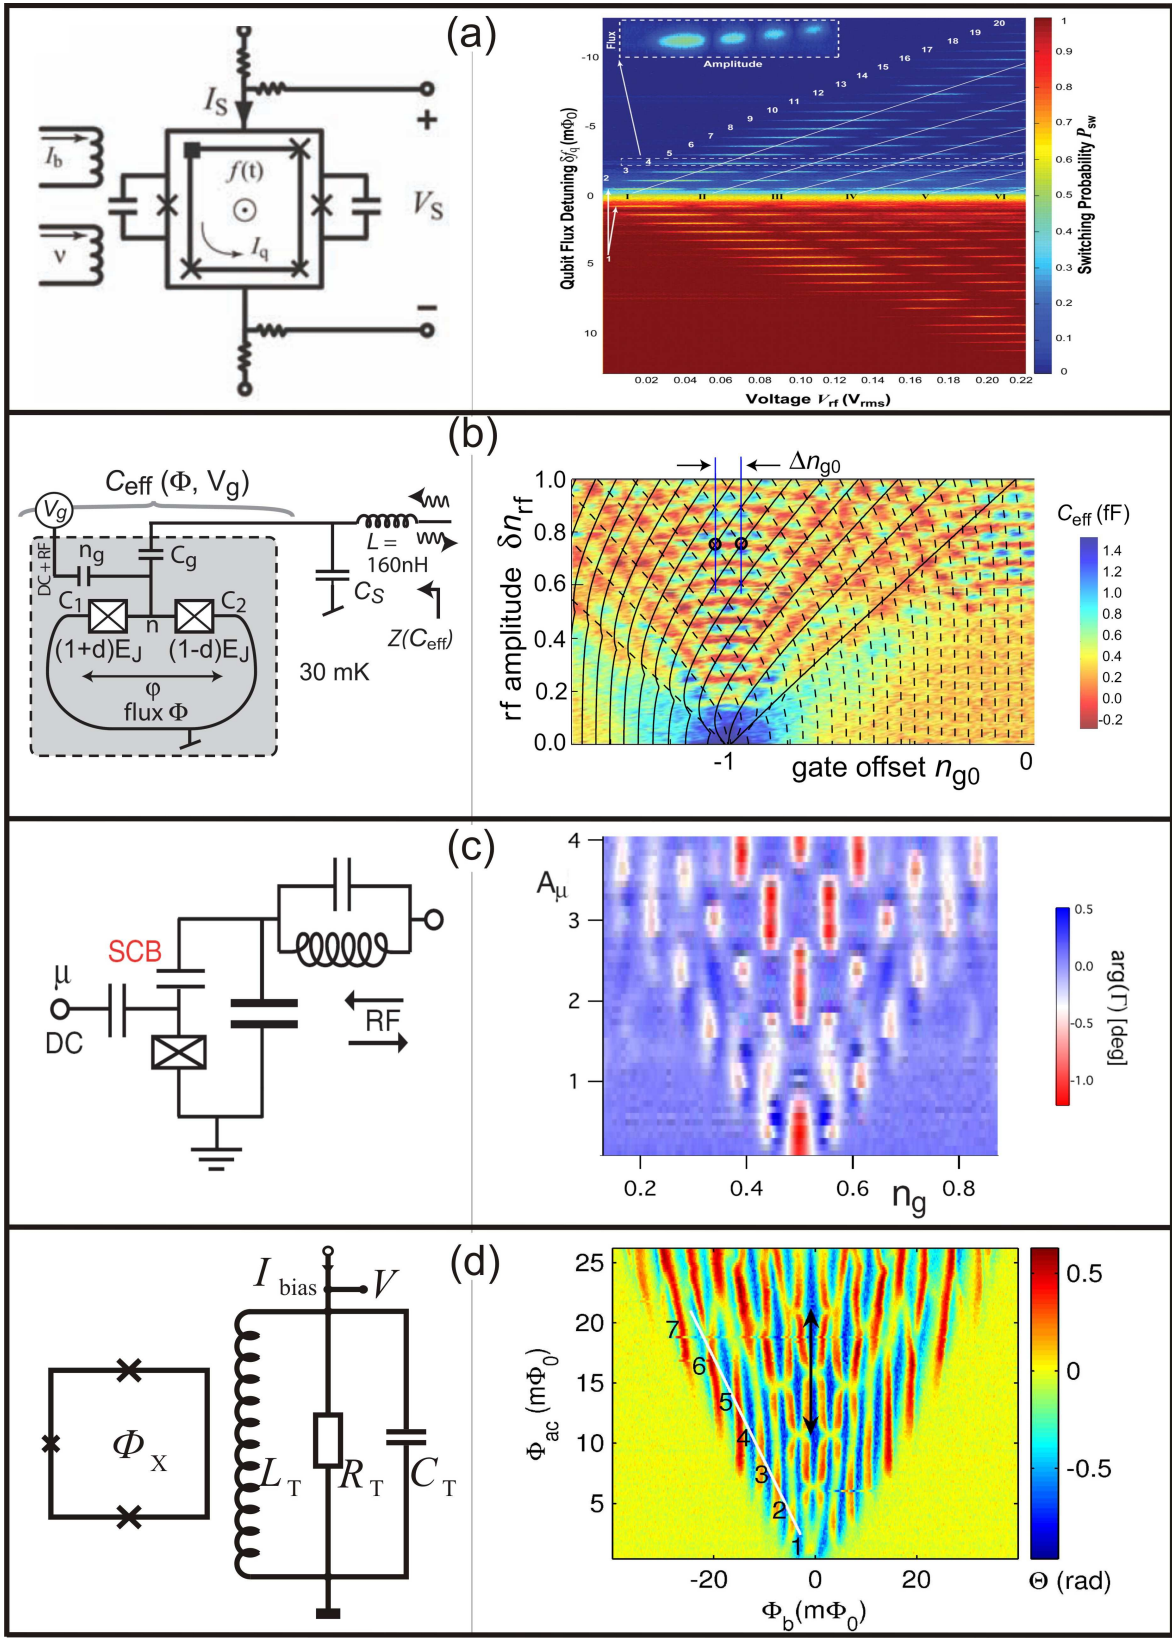 (a)
I_S
+
I_b
f(t)
V_S
ν
I_q
−
Flux
Amplitude
Qubit Flux Detuning δf_q (mΦ_0)
-10
-5
0
5
10
1
2
3
4
5
6
7
8
9
10
11
12
13
14
15
16
17
18
19
20
I II III IV V VI
0.02 0.04 0.06 0.08 0.10 0.12 0.14 0.16 0.18 0.20 0.22
Voltage V_rf (V_rms)
1
0.9
0.8
0.7
0.6
0.5
0.4
0.3
0.2
0.1
0
Switching Probability P_sw
(b)
C_eff (Φ, V_g)
V_g
DC+RF
n_g
C_g
L =
160nH
C_S
Z(C_eff)
C_1
n
C_2
(1+d)E_J (1-d)E_J
φ
flux Φ
30 mK
Δn_g0
rf amplitude δn_rf
1.0
0.8
0.6
0.4
0.2
0.0
-1 0
gate offset n_g0
C_eff (fF)
1.4
1.2
1.0
0.8
0.6
0.4
0.2
0.0
-0.2
(c)
SCB
μ
DC
RF
A_μ
4
3
2
1
0.2 0.4 0.6 0.8
n_g
0.5
0.0
-0.5
-1.0
arg(Γ) [deg]
(d)
I_bias
V
Φ_X
L_T
R_T
C_T
Φ_ac (mΦ_0)
25
20
15
10
5
7
6
5
4
3
2
1
-20 0 20
Φ_b(mΦ_0)
0.5
0
-0.5
Θ (rad)